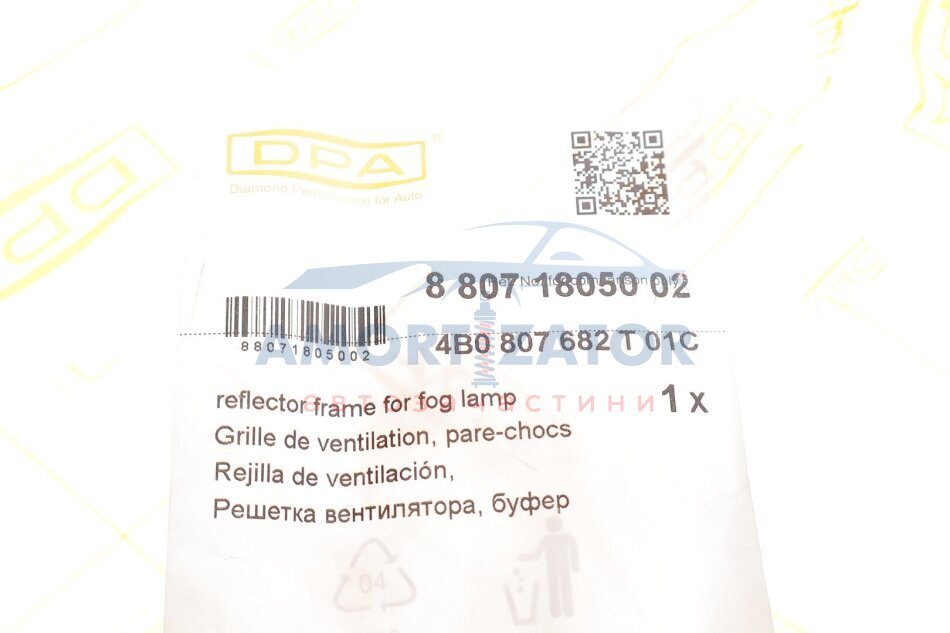 DPA®
Diamond Performance for Auto
8 807 18050 02
88071805002
4B0 807 682 T 01C
AMORTIZATOR
автозапчастини
reflector frame for fog lamp
1 x
Grille de ventilation, pare-chocs
Rejilla de ventilación,
Решетка вентилятора, буфер
04